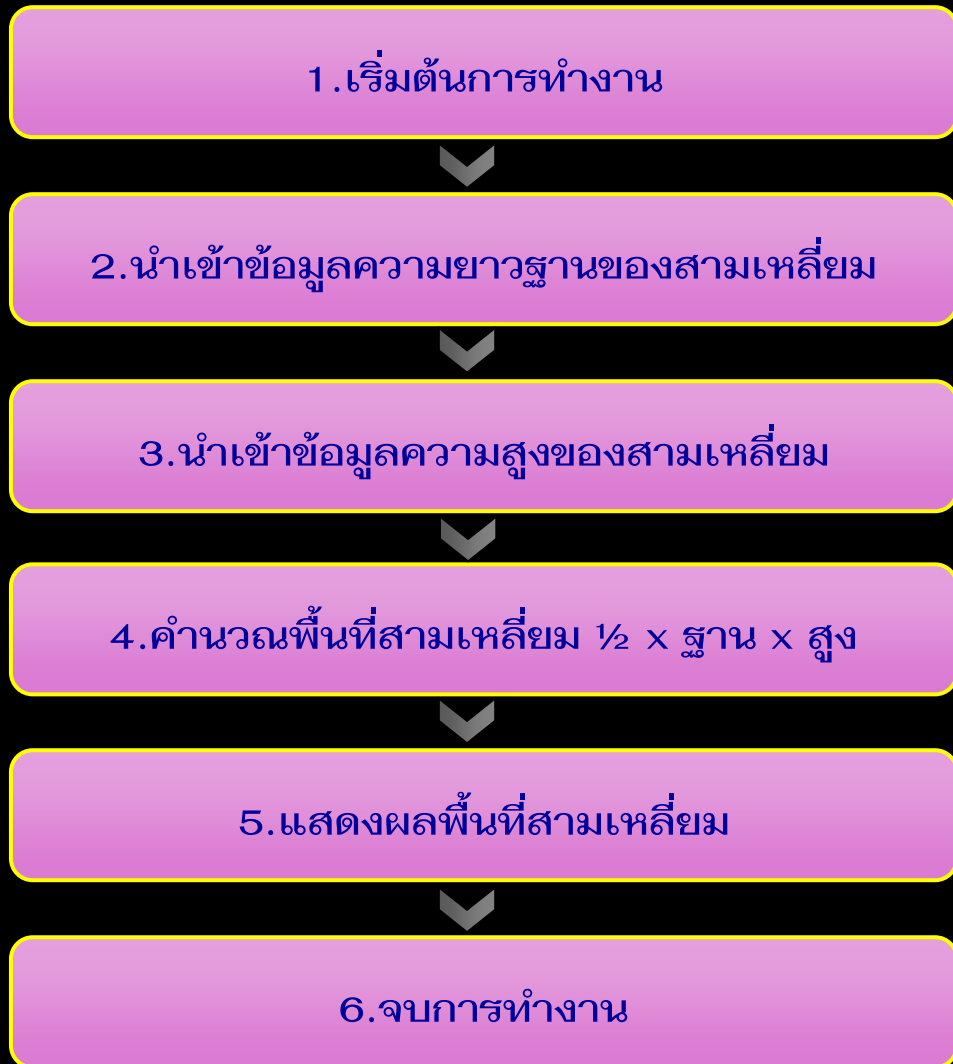 1.เริ่มต้นการทำงาน
2.นำเข้าข้อมูลความยาวฐานของสามเหลี่ยม
3.นำเข้าข้อมูลความสูงของสามเหลี่ยม
4.คำนวณพื้นที่สามเหลี่ยม ½ x ฐาน x สูง
5.แสดงผลพื้นที่สามเหลี่ยม
6.จบการทำงาน